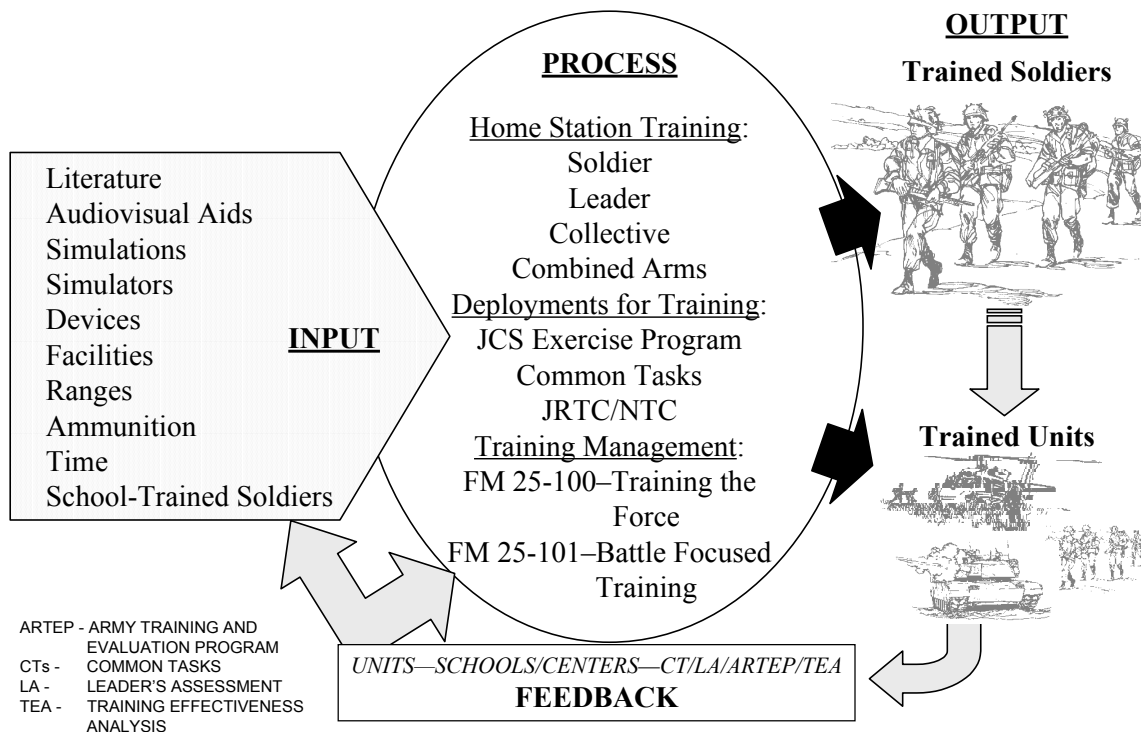 INPUT
Literature
Audiovisual Aids
Simulations
Simulators
Devices
Facilities
Ranges
Ammunition
Time
School-Trained Soldiers
PROCESS
Home Station Training:
Soldier
Leader
Collective
Combined Arms
Deployments for Training:
JCS Exercise Program
Common Tasks
JRTC/NTC
Training Management:
FM 25-100–Training the
Force
FM 25-101–Battle Focused
Training
OUTPUT
Trained Soldiers
Trained Units
UNITS—SCHOOLS/CENTERS—CT/LA/ARTEP/TEA
FEEDBACK
ARTEP - ARMY TRAINING AND
EVALUATION PROGRAM
CTs - COMMON TASKS
LA - LEADER'S ASSESSMENT
TEA - TRAINING EFFECTIVENESS
ANALYSIS